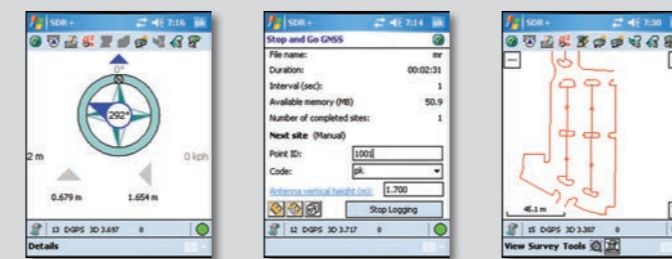 SDR+ 7:16 ok
0°
292°
2 m
0 kph
0.679 m
1.654 m
13 DGPS 3D 3.697 0
Details
SDR+ 7:14 ok
Stop and Go GNSS
File name: mr
Duration: 00:02:31
Interval (sec): 1
Available memory (MB) 50.9
Number of completed sites: 1
Next site (Manual)
Point ID: 1001
Code: pk
Antenna vertical height (m): 1.700
Stop Logging
12 DGPS 3D 3.717 0
SDR+ 7:30
45.1 m
15 DGPS 3D 3.307 0
View Survey Tools